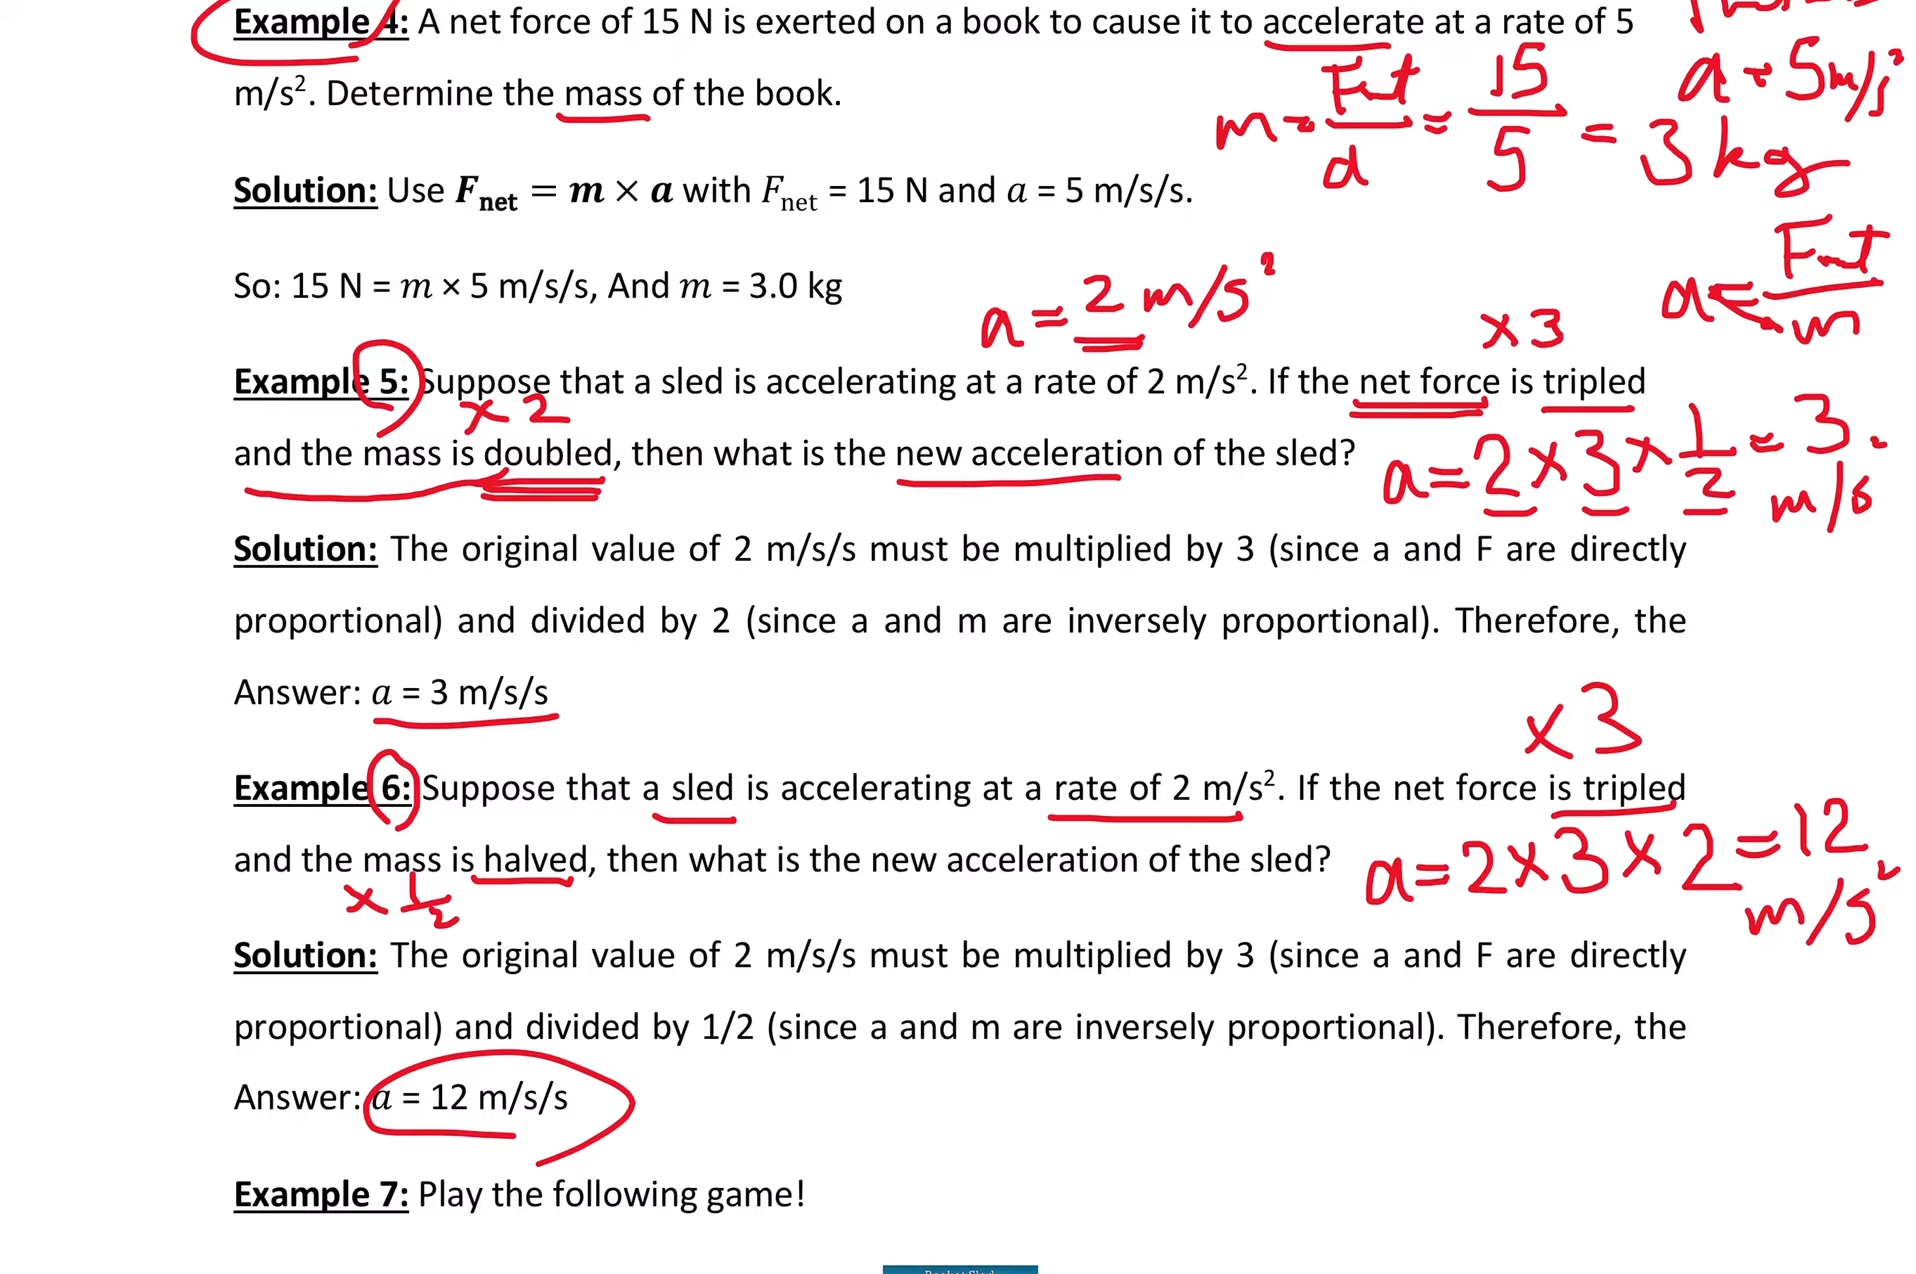 Example 4: A net force of 15 N is exerted on a book to cause it to accelerate at a rate of 5
a = 5 m/s²
m/s². Determine the mass of the book.
m = Fnet/a = 15/5 = 3 kg
Solution: Use Fnet = m × a with Fnet = 15 N and a = 5 m/s/s.
a = Fnet/m
So: 15 N = m × 5 m/s/s, And m = 3.0 kg
a = 2 m/s²
×3
Example 5: Suppose that a sled is accelerating at a rate of 2 m/s². If the net force is tripled
×2
and the mass is doubled, then what is the new acceleration of the sled?
a = 2 × 3 × 1/2 = 3
m/s²
Solution: The original value of 2 m/s/s must be multiplied by 3 (since a and F are directly
proportional) and divided by 2 (since a and m are inversely proportional). Therefore, the
Answer: a = 3 m/s/s
×3
Example 6: Suppose that a sled is accelerating at a rate of 2 m/s². If the net force is tripled
and the mass is halved, then what is the new acceleration of the sled?
a = 2 × 3 × 2 = 12
m/s²
× 1/2
Solution: The original value of 2 m/s/s must be multiplied by 3 (since a and F are directly
proportional) and divided by 1/2 (since a and m are inversely proportional). Therefore, the
Answer: a = 12 m/s/s
Example 7: Play the following game!